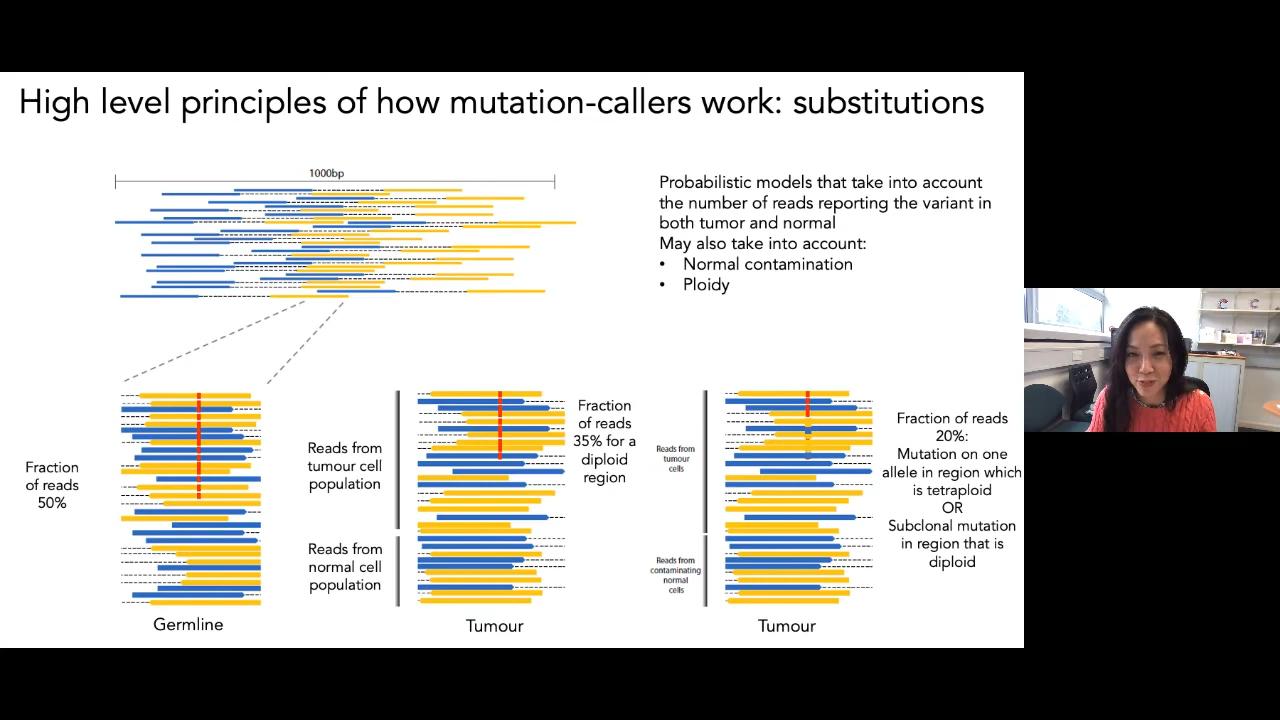 High level principles of how mutation-callers work: substitutions
1000bp
Probabilistic models that take into account
the number of reads reporting the variant in
both tumor and normal
May also take into account:
• Normal contamination
• Ploidy
Fraction
of reads
50%
Germline
Reads from
tumour cell
population
Reads from
normal cell
population
Fraction
of reads
35% for a
diploid
region
Tumour
Reads from
tumour
cells
Reads from
contaminating
normal
cells
Fraction of reads
20%:
Mutation on one
allele in region which
is tetraploid
OR
Subclonal mutation
in region that is
diploid
Tumour